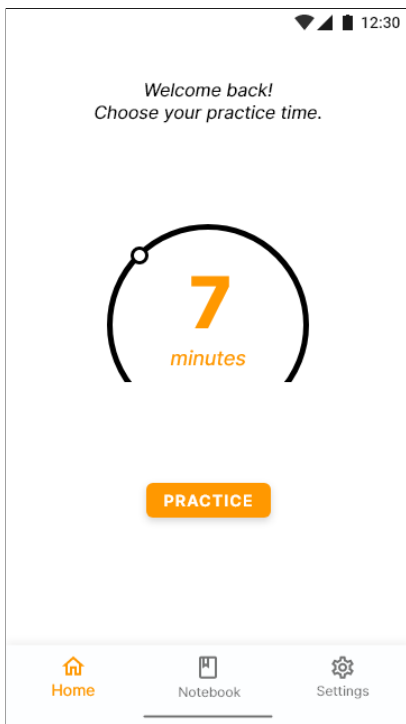 12:30
Welcome back!
Choose your practice time.
7
minutes
PRACTICE
Home
Notebook
Settings